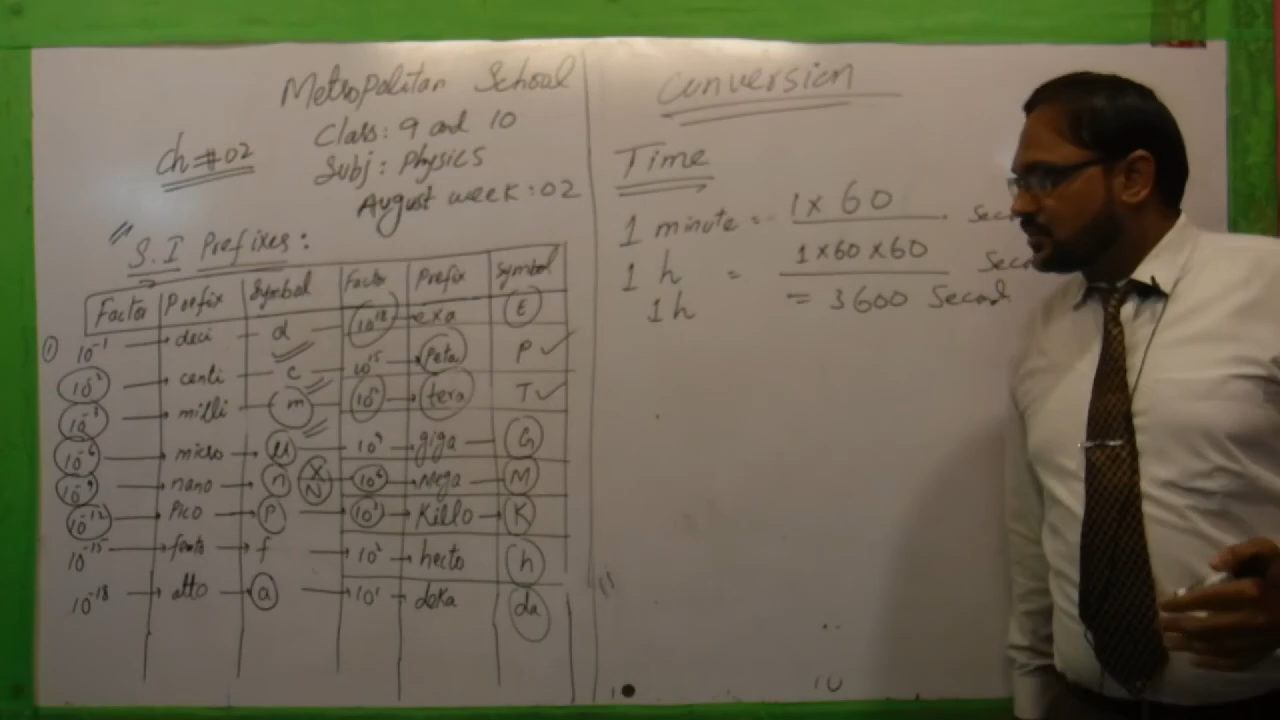 Metropolitan School
Class: 9 and 10
Ch # 02
Subj: Physics
August week: 02
S.I Prefixes:
Factor Prefix Symbol Factor Prefix Symbol
① 10⁻¹ deci d 10¹⁸ exa E
10⁻² centi c 10¹⁵ Peta P ✓
milli m tera T ✓
10⁻⁶ micro μ 10⁹ giga G
10⁻⁹ nano n N 10⁶ Mega M
10⁻¹² Pico P 10³ Killo K
10⁻¹⁵ femto f 10² hecto h
10⁻¹⁸ atto a 10¹ deka da
Conversion
Time
1 minute = 1 x 60
1 h = 1 x 60 x 60
1h = 3600 Second